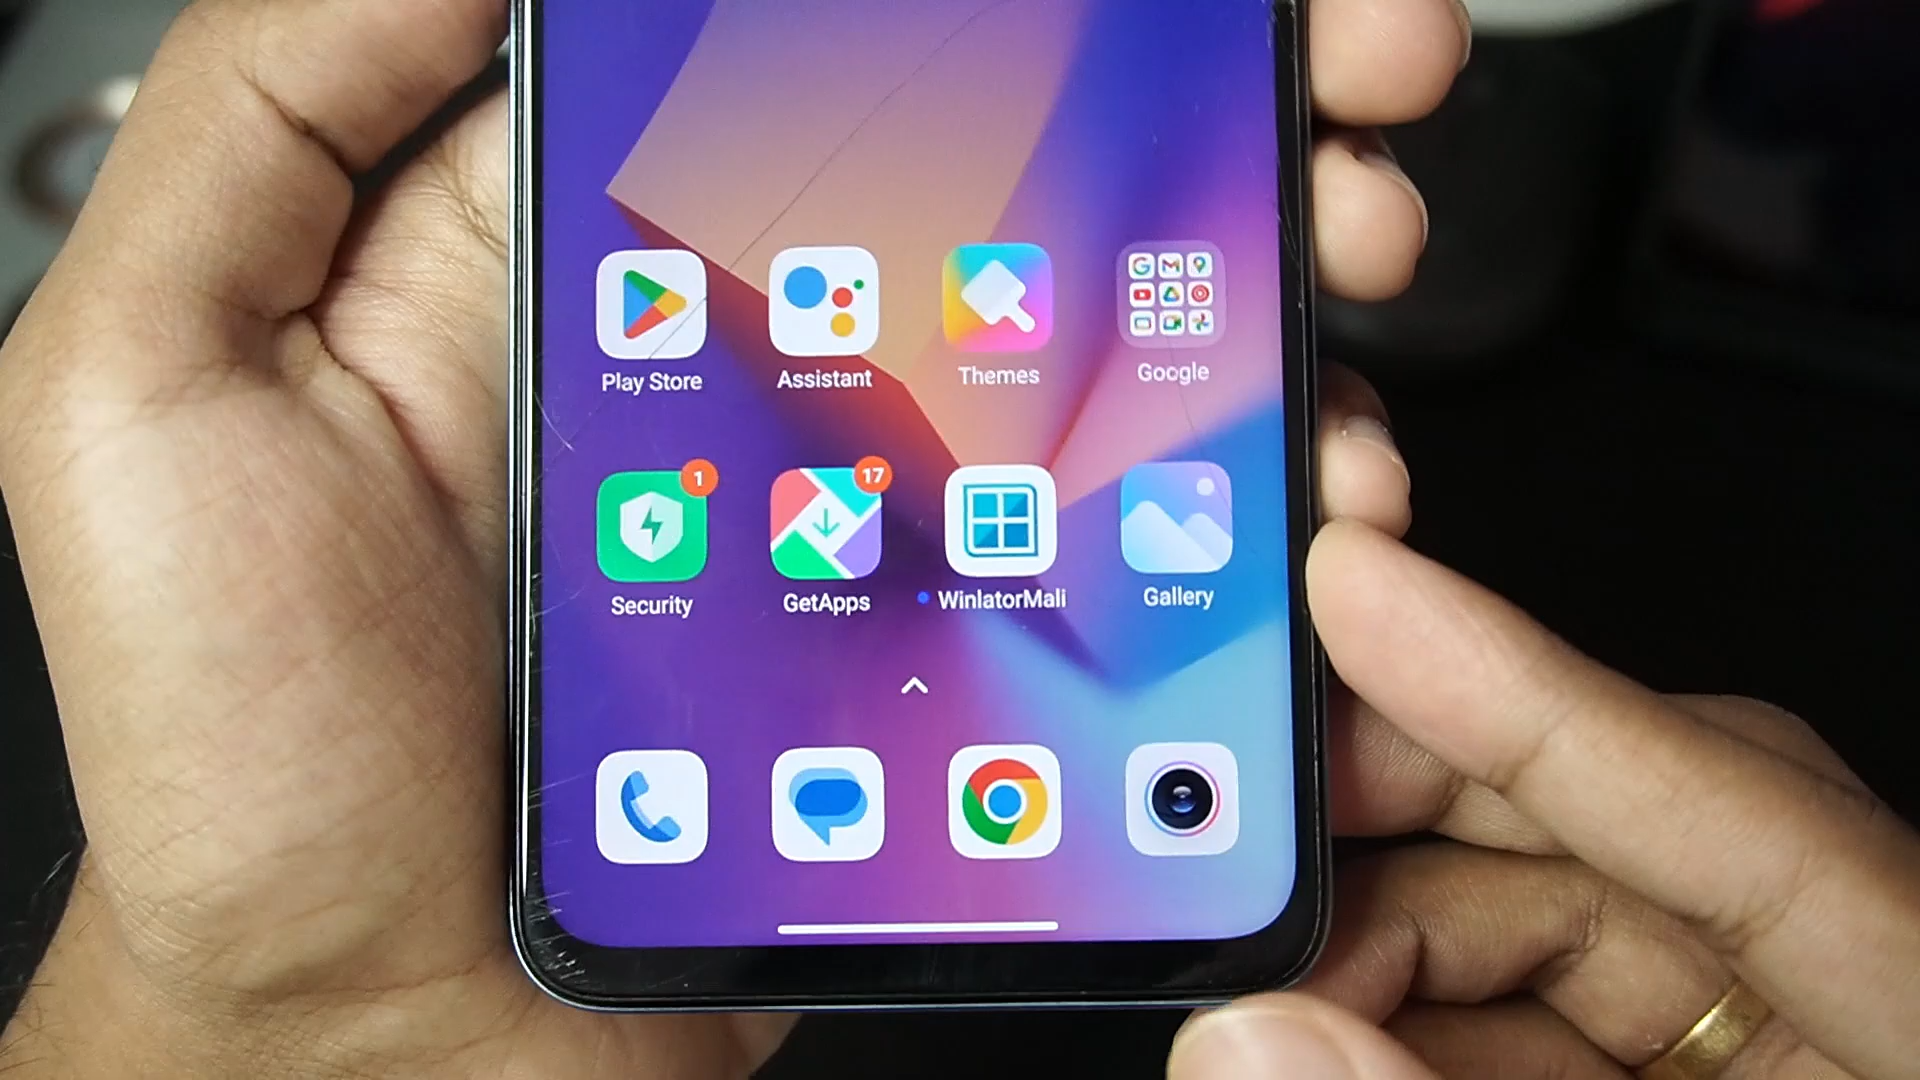 Play Store
Assistant
Themes
Google
1
17
Security
GetApps
WinlatorMali
Gallery